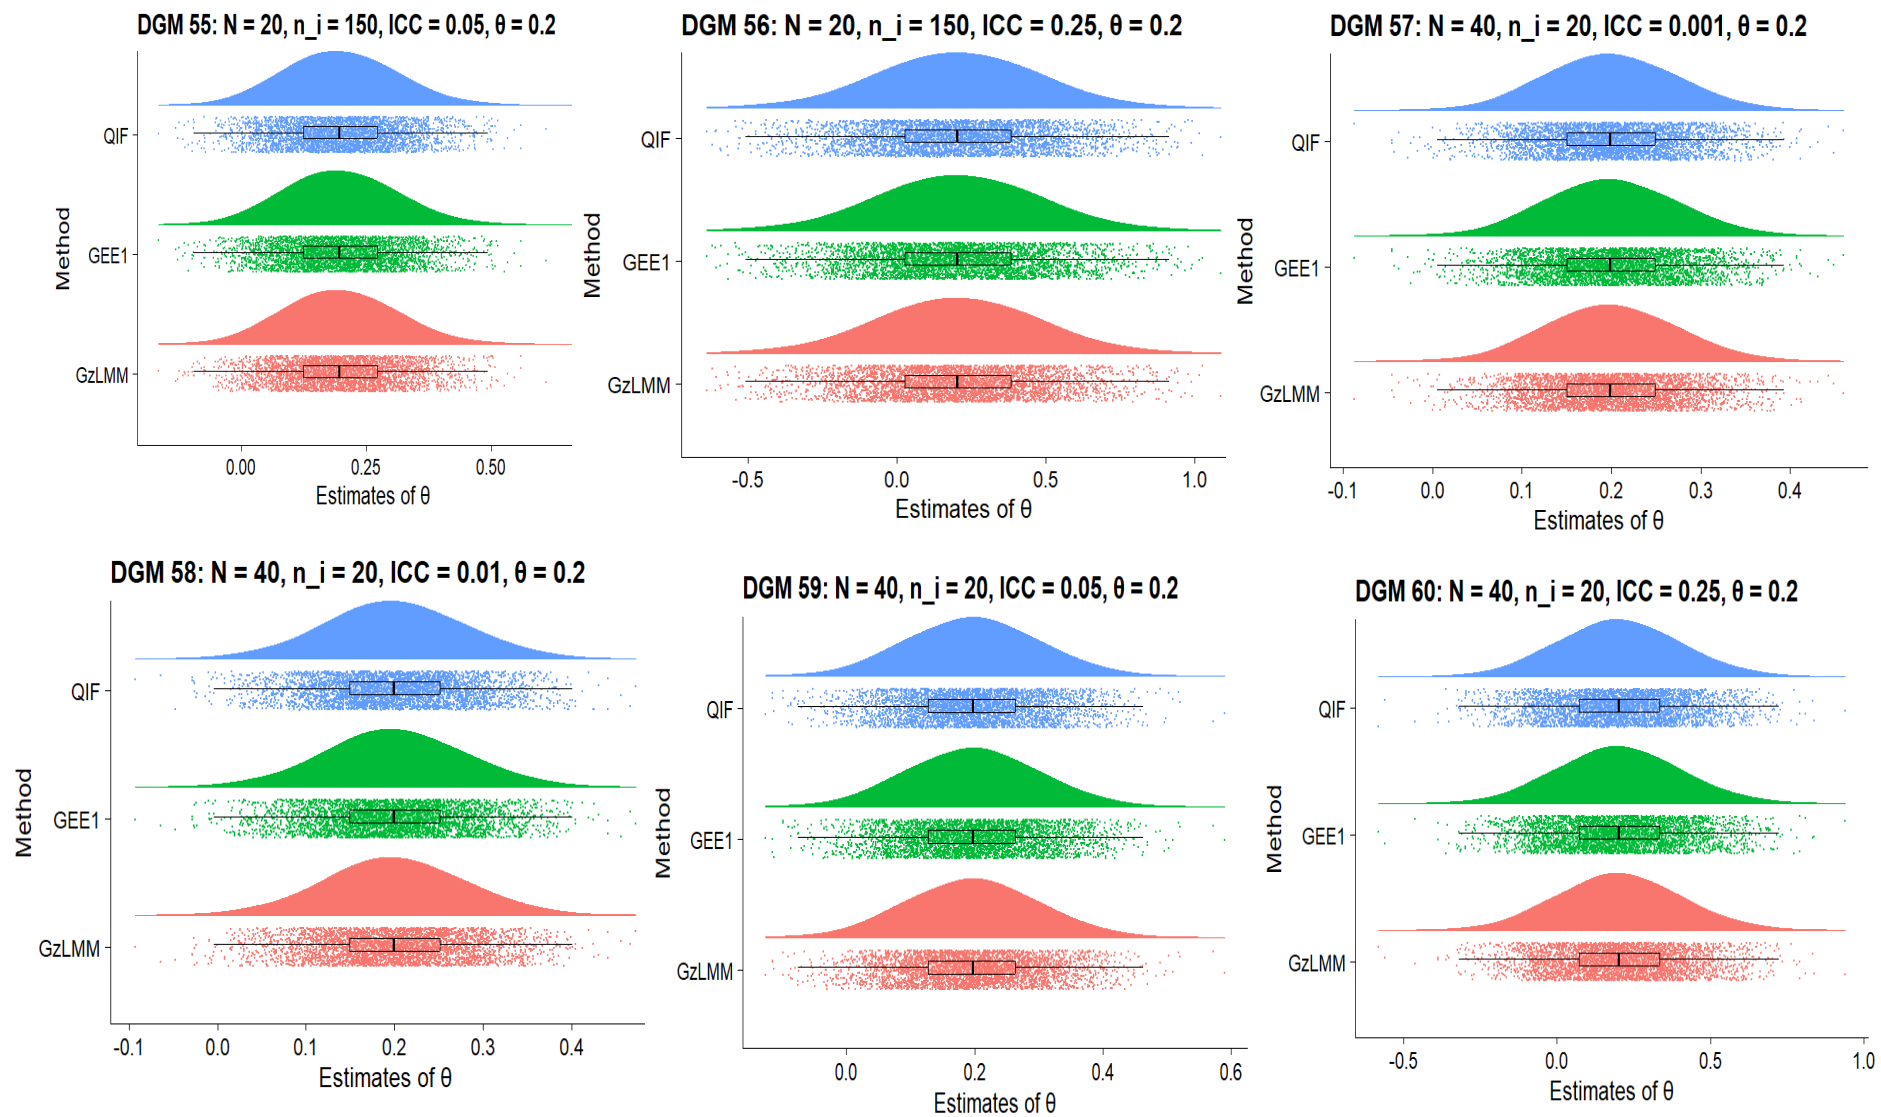 DGM 55: N = 20, n_i = 150, ICC = 0.05, θ = 0.2
Method
QIF
GEE1
GzLMM
0.00 0.25 0.50
Estimates of θ
DGM 56: N = 20, n_i = 150, ICC = 0.25, θ = 0.2
Method
QIF
GEE1
GzLMM
-0.5 0.0 0.5 1.0
Estimates of θ
DGM 57: N = 40, n_i = 20, ICC = 0.001, θ = 0.2
Method
QIF
GEE1
GzLMM
-0.1 0.0 0.1 0.2 0.3 0.4
Estimates of θ
DGM 58: N = 40, n_i = 20, ICC = 0.01, θ = 0.2
Method
QIF
GEE1
GzLMM
-0.1 0.0 0.1 0.2 0.3 0.4
Estimates of θ
DGM 59: N = 40, n_i = 20, ICC = 0.05, θ = 0.2
Method
QIF
GEE1
GzLMM
0.0 0.2 0.4 0.6
Estimates of θ
DGM 60: N = 40, n_i = 20, ICC = 0.25, θ = 0.2
Method
QIF
GEE1
GzLMM
-0.5 0.0 0.5 1.0
Estimates of θ